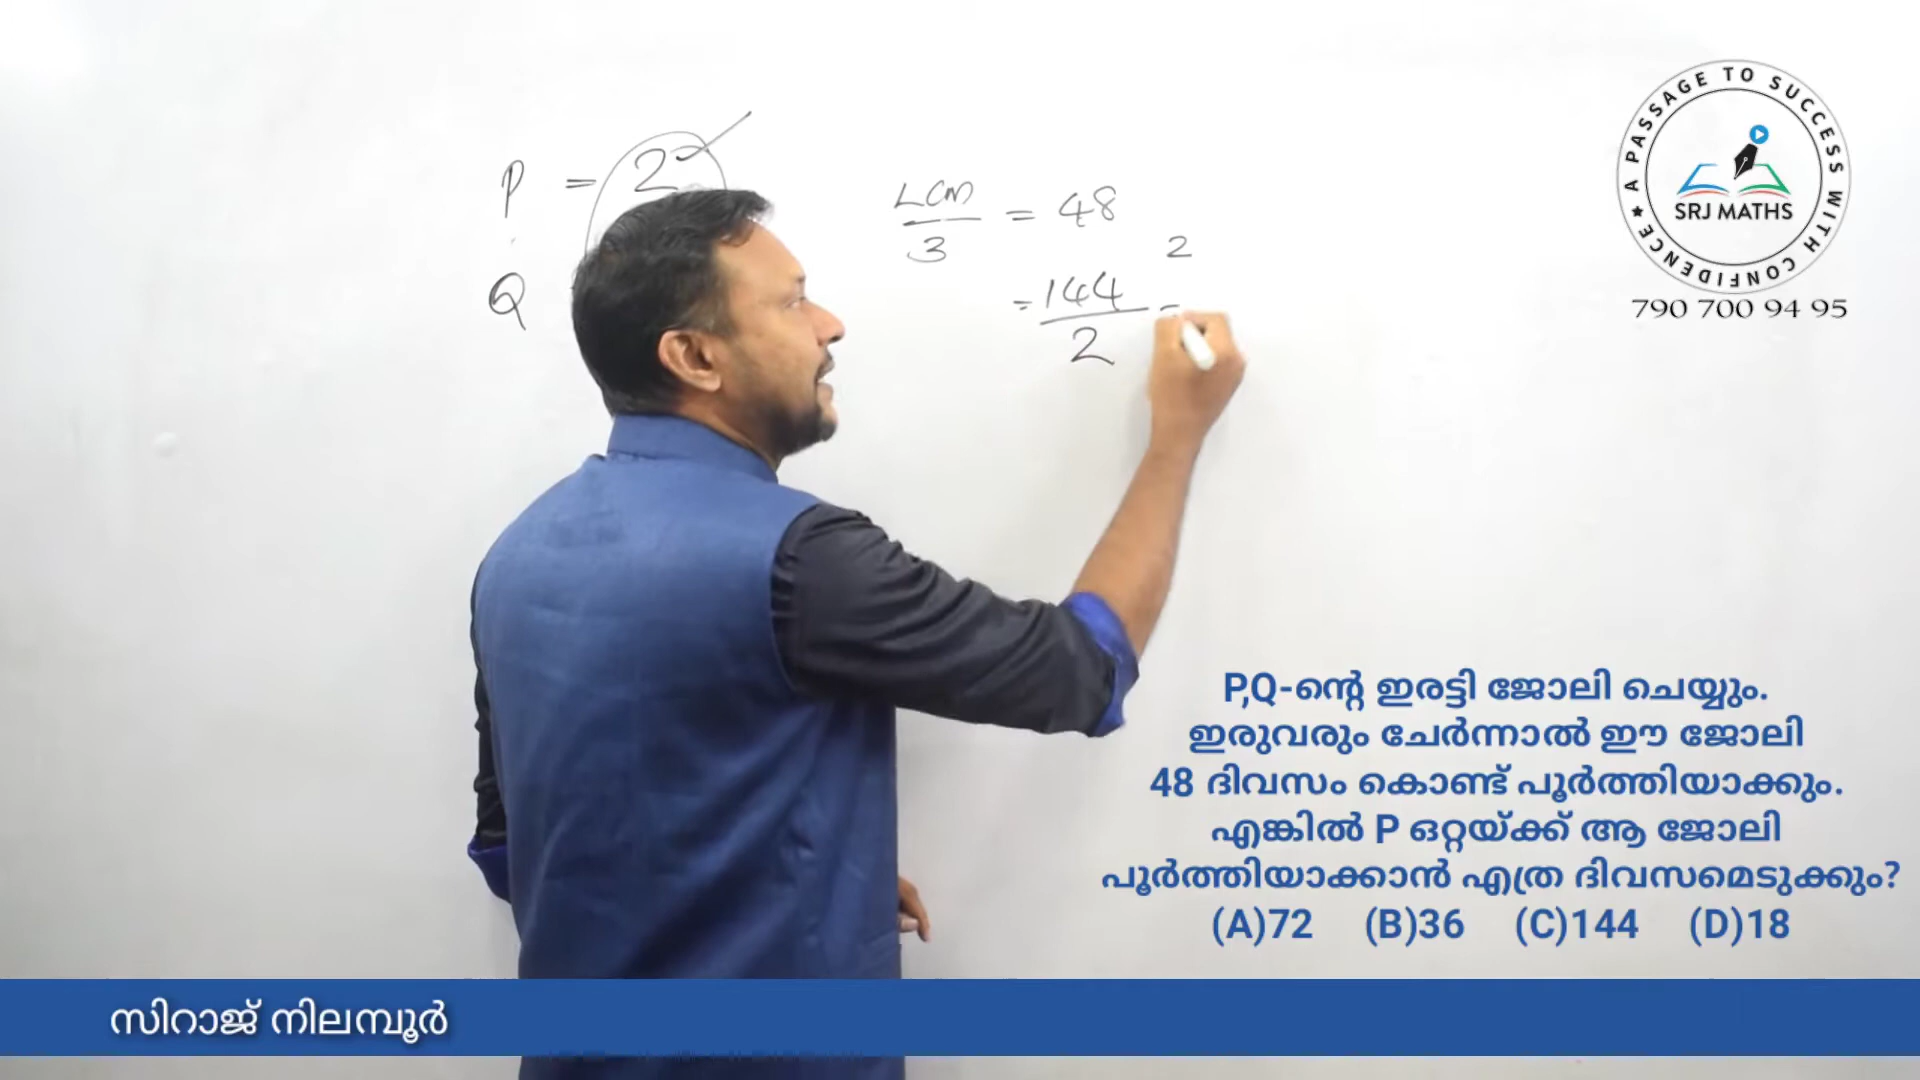 P = 2
Q
LCM
3
= 48
2
= 144
2
=
A PASSAGE TO SUCCESS WITH CONFIDENCE
SRJ MATHS
790 700 94 95
P,Q-ന്റെ ഇരട്ടി ജോലി ചെയ്യും.
ഇരുവരും ചേർന്നാൽ ഈ ജോലി
48 ദിവസം കൊണ്ട് പൂർത്തിയാക്കും.
എങ്കിൽ P ഒറ്റയ്ക്ക് ആ ജോലി
പൂർത്തിയാക്കാൻ എത്ര ദിവസമെടുക്കും?
(A)72 (B)36 (C)144 (D)18
സിറാജ് നിലമ്പൂർ